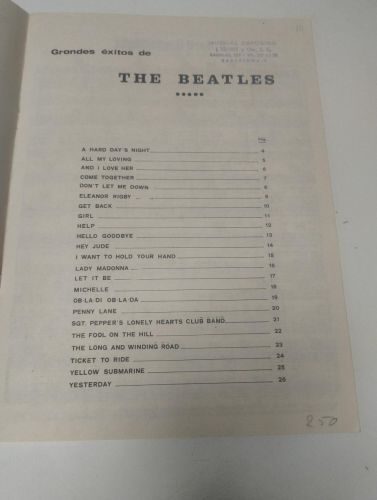 Grandes éxitos de
THE BEATLES
*****
A HARD DAY'S NIGHT 4
ALL MY LOVING 5
AND I LOVE HER 6
COME TOGETHER 7
DON'T LET ME DOWN 8
ELEANOR RIGBY 9
GET BACK 10
GIRL 11
HELP 12
HELLO GOODBYE 13
HEY JUDE 14
I WANT TO HOLD YOUR HAND 15
LADY MADONNA 16
LET IT BE 17
MICHELLE 18
OB-LA-DI OB-LA-DA 19
PENNY LANE 20
SGT. PEPPER'S LONELY HEARTS CLUB BAND 21
THE FOOL ON THE HILL 22
THE LONG AND WINDING ROAD 23
TICKET TO RIDE 24
YELLOW SUBMARINE 25
YESTERDAY 26
250